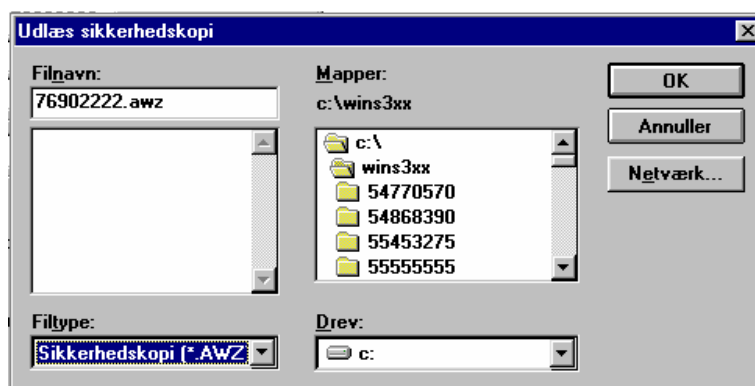 Udlæs sikkerhedskopi
Filnavn:
76902222.awz
Mapper:
c:\wins3xx
c:\
wins3xx
54770570
54868390
55453275
55555555
OK
Annuller
Netværk...
Filtype:
Sikkerhedskopi (*.AWZ
Drev:
c: